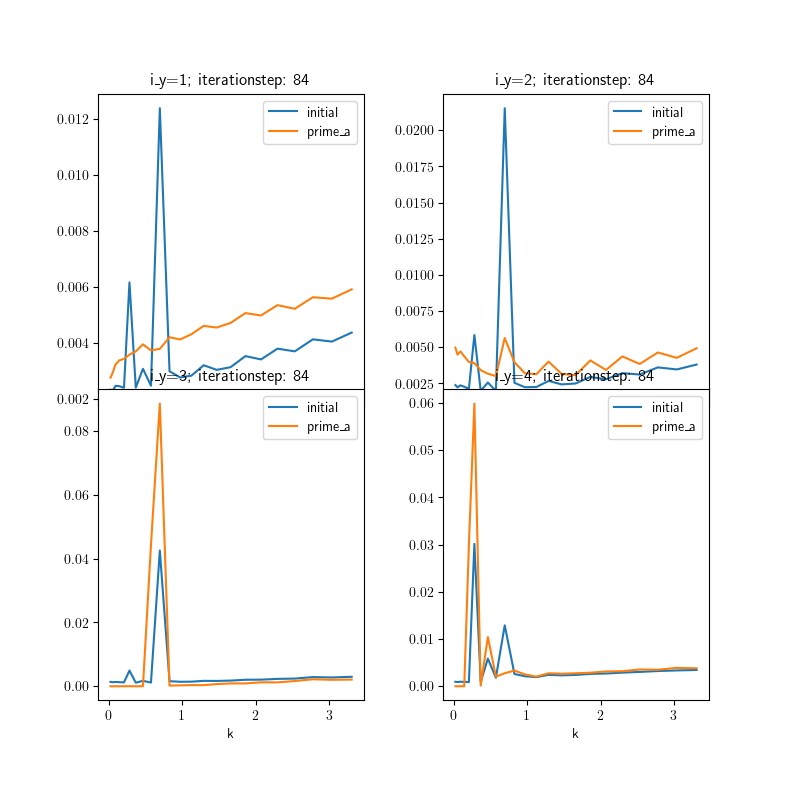 i_y=1; iterationstep: 84
i_y=2; iterationstep: 84
initial
prime_a
initial
prime_a
0.012
0.010
0.008
0.006
0.004
0.002
0.0200
0.0175
0.0150
0.0125
0.0100
0.0075
0.0050
0.0025
i_y=3; iterationstep: 84
i_y=4; iterationstep: 84
initial
prime_a
initial
prime_a
0.08
0.06
0.04
0.02
0.00
0.06
0.05
0.04
0.03
0.02
0.01
0.00
0 1 2 3
0 1 2 3
k
k